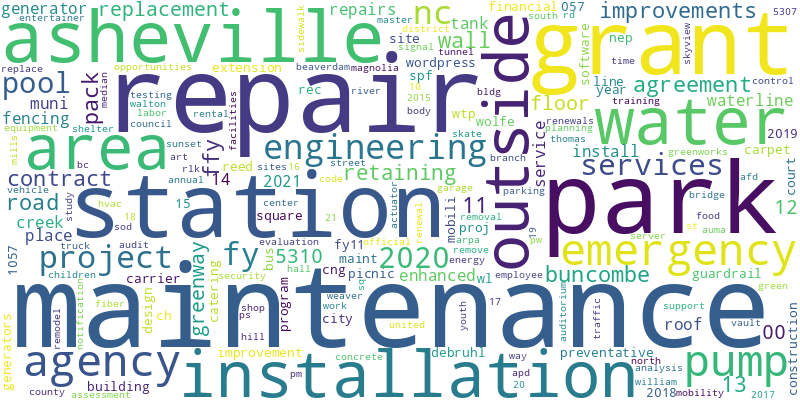 generator
replacement
entertainer
asheville
sidewalk
repairs
master
nc
tank
financial
south
rd
057
improvements
5307
replace
opportunities
extension
district
signal
site
wall
wordpress
outside
grant
software
nep
skyview
time
control
pool
muni
fencing
equipment
shelter
mills
testing
walton
labor
council
pack
median
repair
facilities
rental
beaverdam
magnolia
tunnel
river
rec
spf
10
2015
body
wtp
bldg
skate
wolfe
floor
service
line
year
agreement
waterline
training
renewals
planning
thomas
water
2019
carpet
area
bc
sunset
art
rlk
annual
ffy
14
reed
sites
16
engineering
street
code
retaining
branch
parking
install
services
greenworks
afd
court
contract
road
creek
place
study
vehicle
hvac
18
sod
15
station
2021
center
square
21
garage
actuator
renewal
11
mobili
proj
removal
19
park
bridge
food
st
auma
12
1057
project
truck
audit
children
notification
greenway
catering
fy
bus
5310
evaluation
fy11
official
maint
hall
security
cng
picnic
2020
enhanced
arpa
remove
energy
wl
employee
pw
emergency
server
buncombe
guardrail
green
generators
remodel
carrier
fiber
design
ch
maintenance
shop
ps
hill
program
weaver
work
city
sq
united
debruhl
youth
17
auditorium
traffic
roof
support
vault
00
construction
agency
county
building
assessment
improvement
installation
pm
concrete
preventative
way
apd
20
north
william
analysis
2018
mobility
pump
13
2017